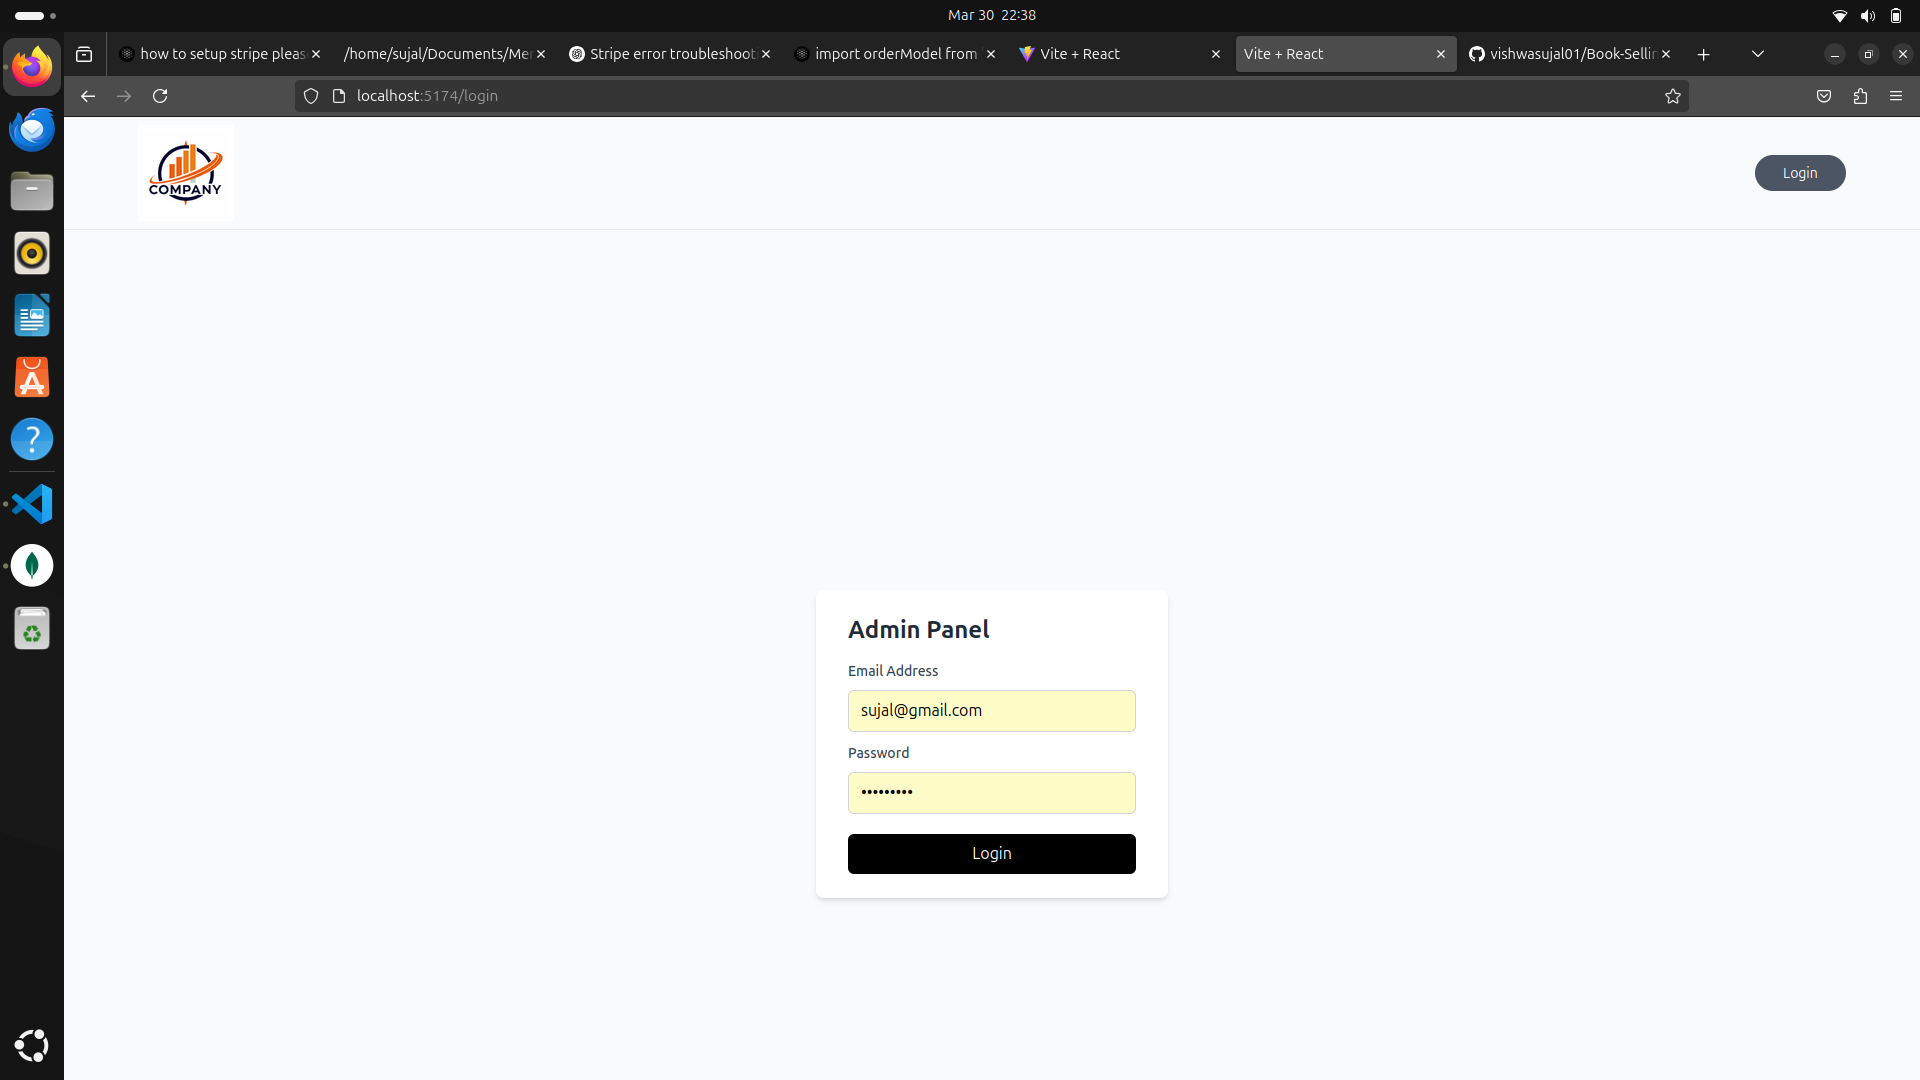 Mar 30 22:38
how to setup stripe pleas
/home/sujal/Documents/Mer
Stripe error troubleshoot
import orderModel from
Vite + React
Vite + React
vishwasujal01/Book-Sellin
localhost:5174/login
COMPANY
Login
Admin Panel
Email Address
sujal@gmail.com
Password
•••••••••
Login